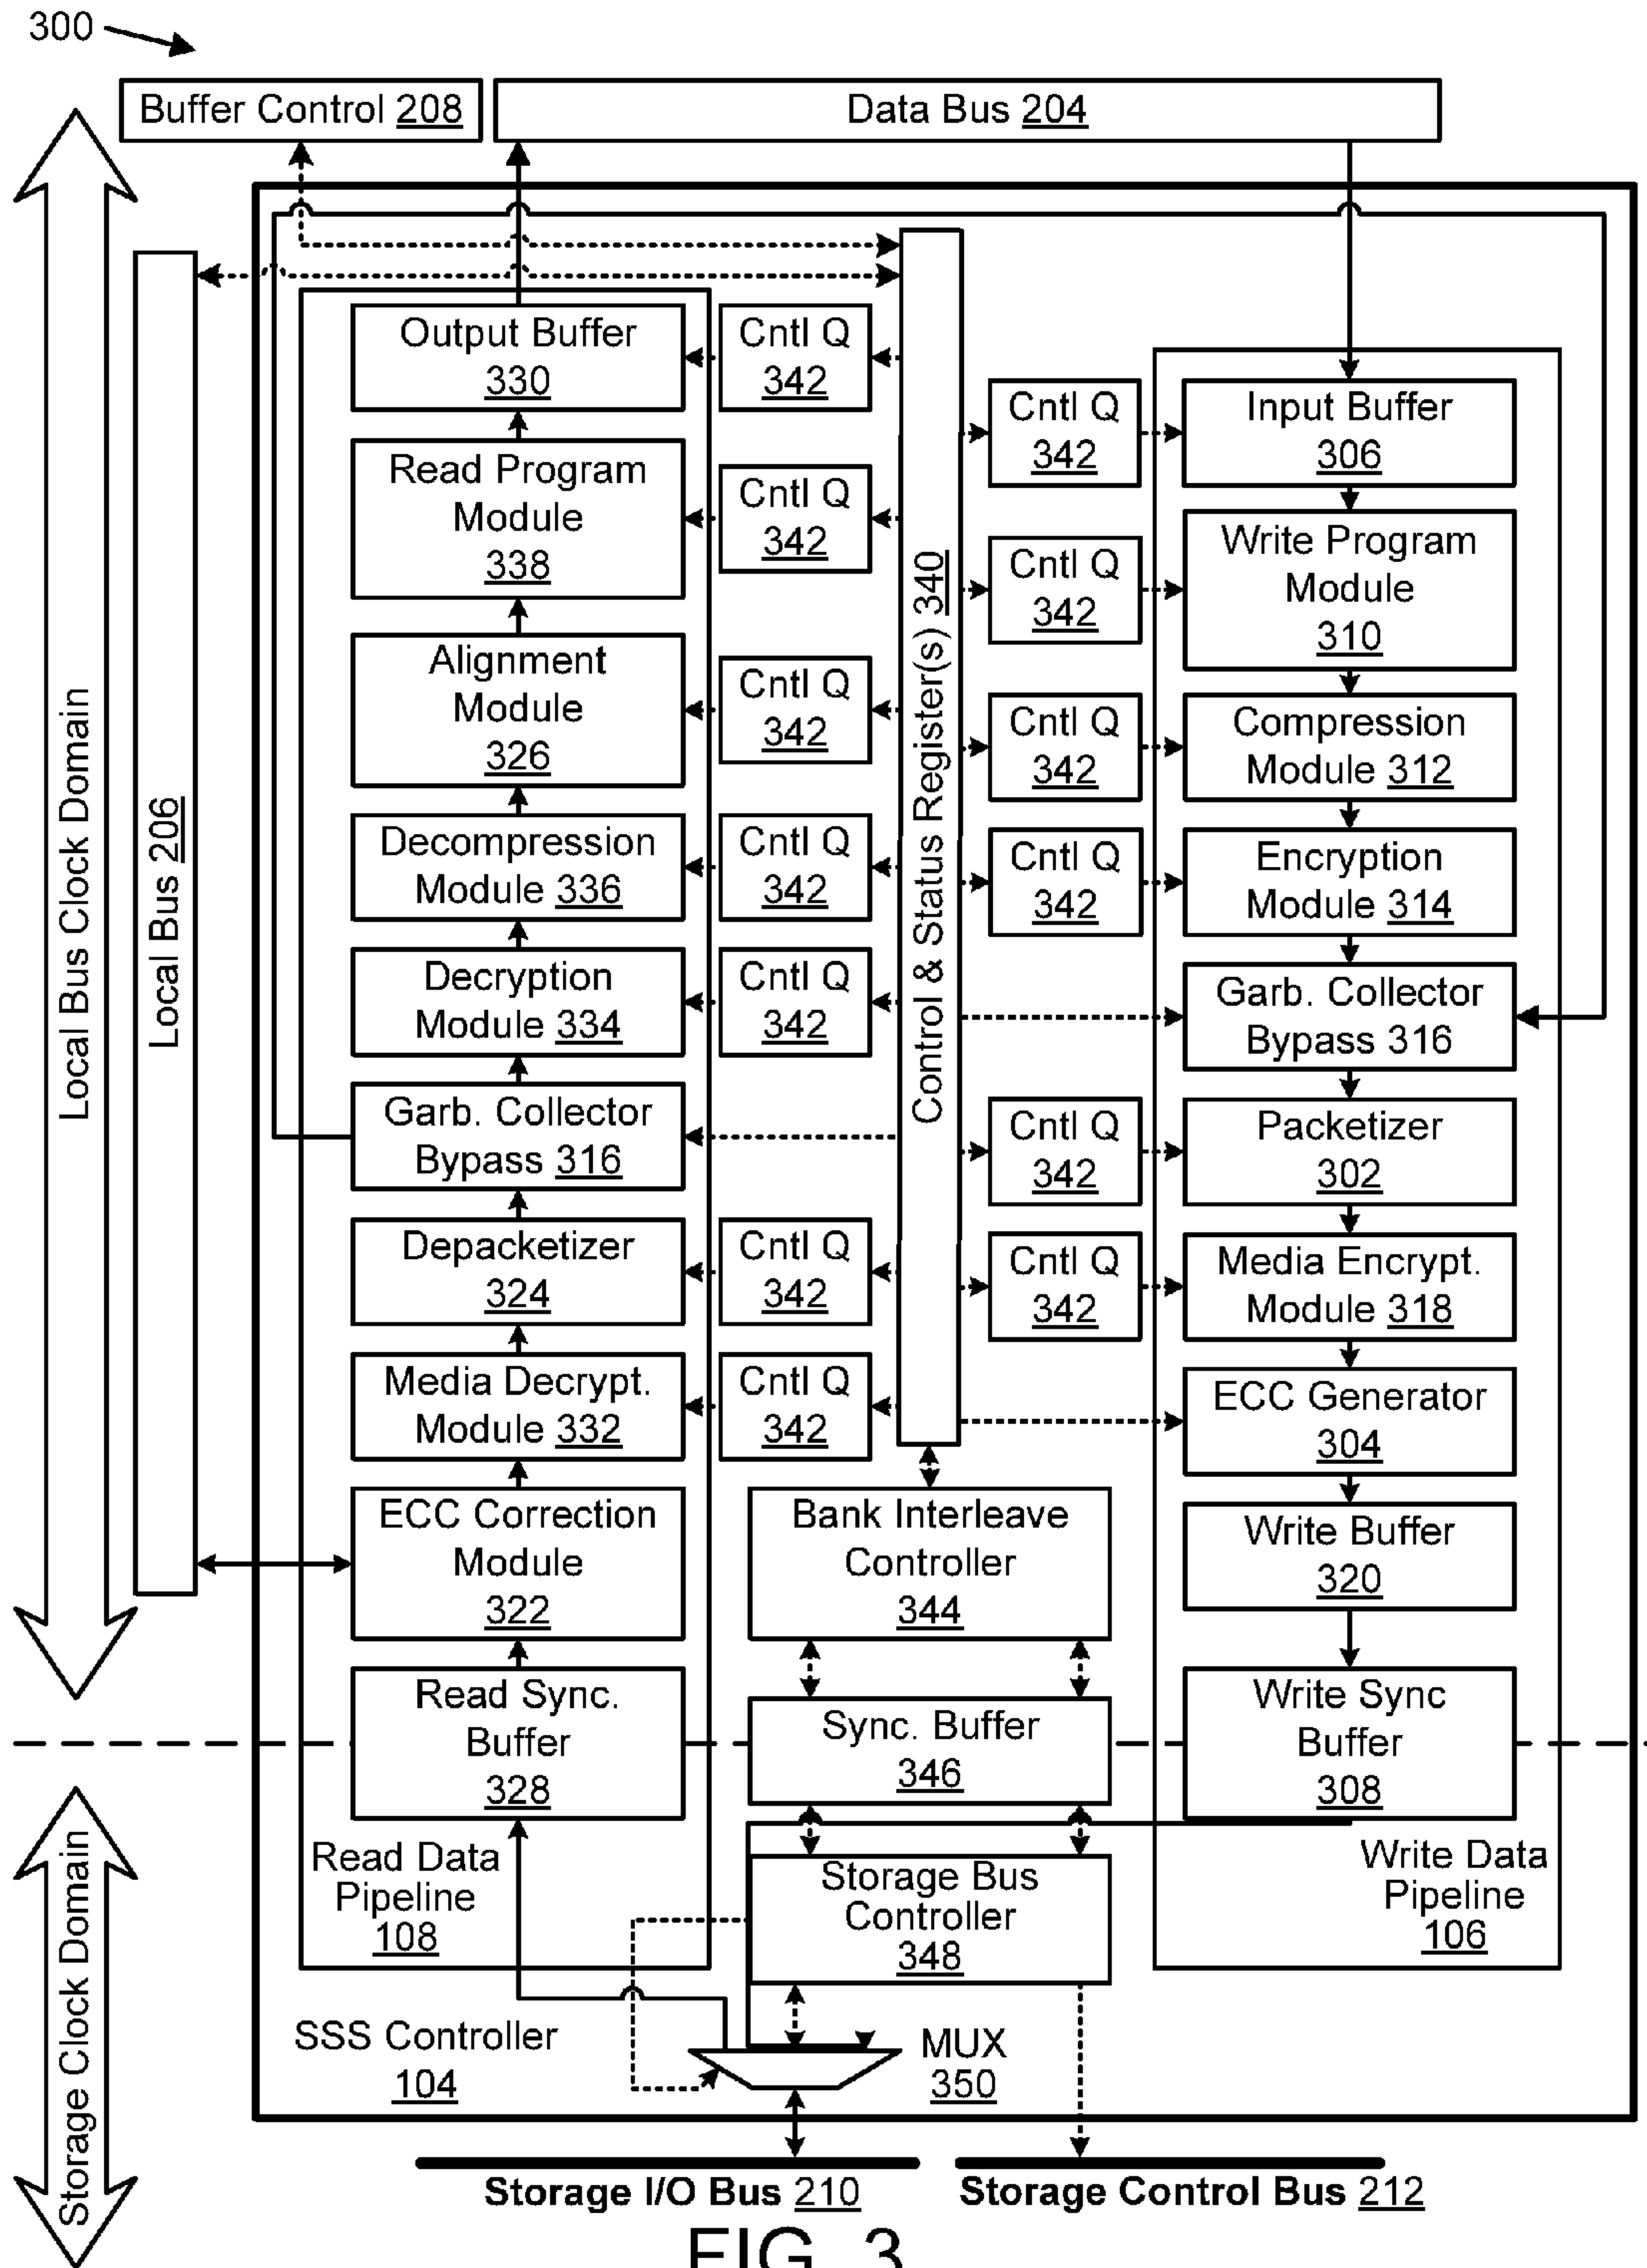 300
Buffer Control 208
Data Bus 204
Local Bus Clock Domain
Local Bus 206
Output Buffer
330
Cntl Q
342
Read Program
Module
338
Cntl Q
342
Alignment
Module
326
Cntl Q
342
Decompression
Module 336
Cntl Q
342
Decryption
Module 334
Cntl Q
342
Garb. Collector
Bypass 316
Depacketizer
324
Cntl Q
342
Media Decrypt.
Module 332
Cntl Q
342
ECC Correction
Module
322
Read Sync.
Buffer
328
Read Data
Pipeline
108
Control & Status Register(s) 340
Bank Interleave
Controller
344
Sync. Buffer
346
Storage Bus
Controller
348
Cntl Q
342
Input Buffer
306
Cntl Q
342
Write Program
Module
310
Cntl Q
342
Compression
Module 312
Cntl Q
342
Encryption
Module 314
Garb. Collector
Bypass 316
Cntl Q
342
Packetizer
302
Cntl Q
342
Media Encrypt.
Module 318
ECC Generator
304
Write Buffer
320
Write Sync
Buffer
308
Write Data
Pipeline
106
Storage Clock Domain
SSS Controller
104
MUX
350
Storage I/O Bus 210
Storage Control Bus 212
FIG. 3